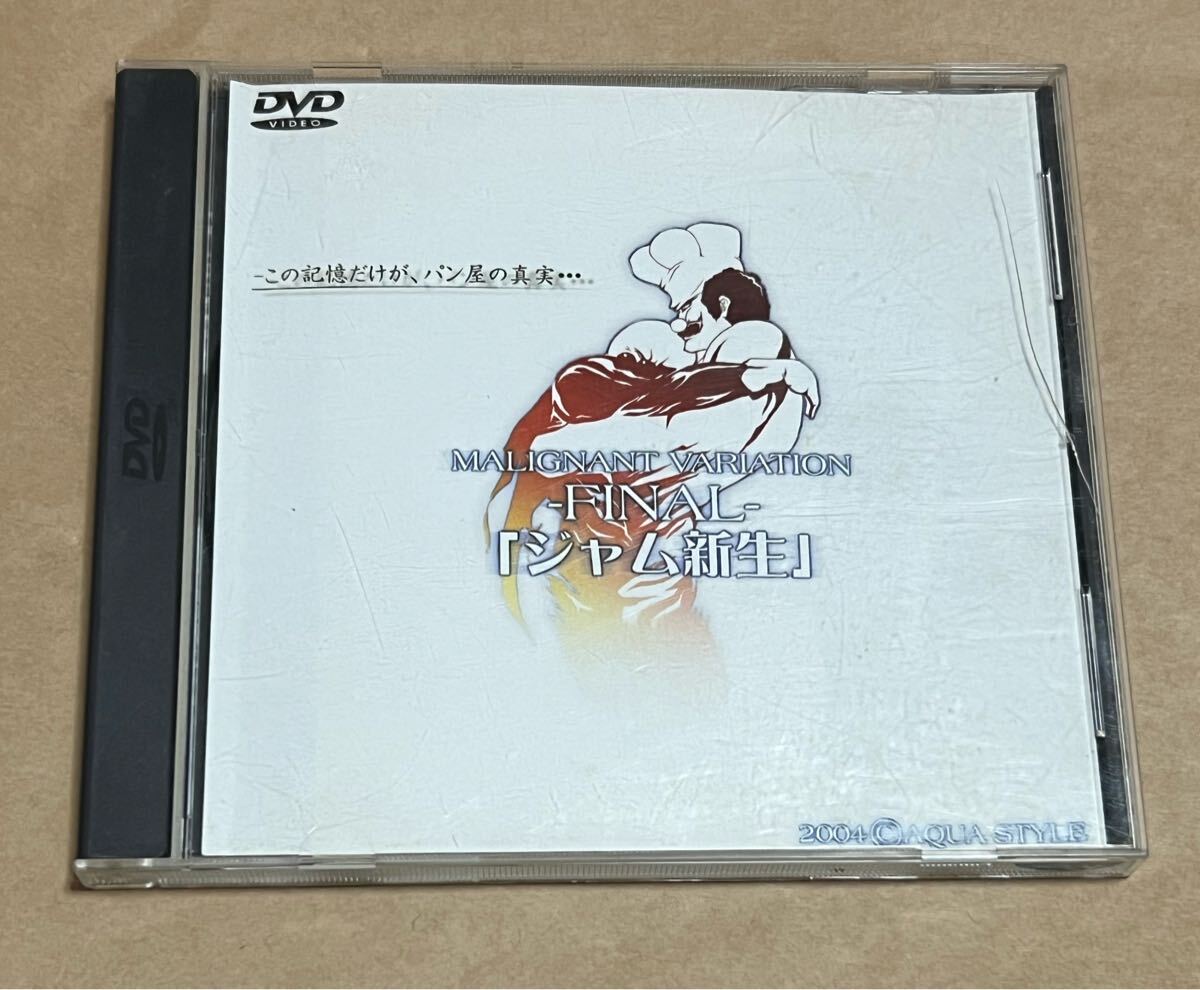 DVD
VIDEO
-この記憶だけが、パン屋の真実・・・...
MALIGNANT VARIATION
-FINAL-
「ジャム新生」
DVD
2004©AQUA STYLE